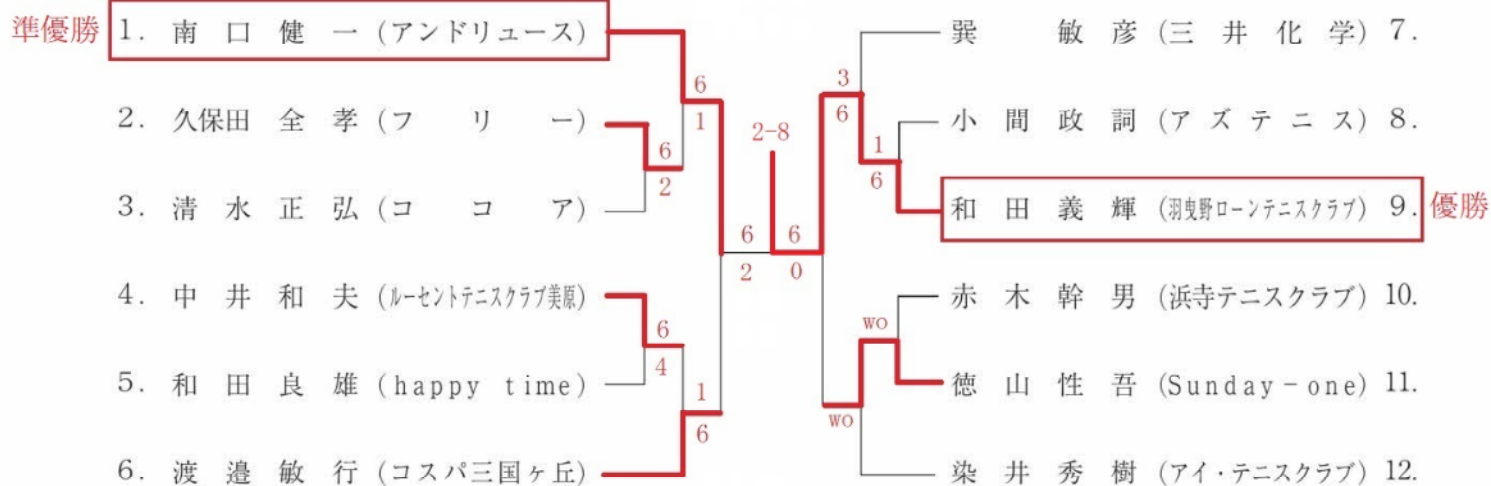 準優勝 1. 南口健一 (アンドリュース)
2. 久保田全孝 (フリー)
3. 清水正弘 (ココア)
4. 中井和夫 (ルーセントテニスクラブ美原)
5. 和田良雄 (happy time)
6. 渡邉敏行 (コスパ三国ヶ丘)
6
1
6
2
6
4
1
6
6
2
2-8
6
0
3
6
1
6
wo
wo
巽敏彦 (三井化学) 7.
小間政詞 (アズテニス) 8.
和田義輝 (羽曳野ローンテニスクラブ) 9. 優勝
赤木幹男 (浜寺テニスクラブ) 10.
徳山性吾 (Sunday-one) 11.
染井秀樹 (アイ・テニスクラブ) 12.